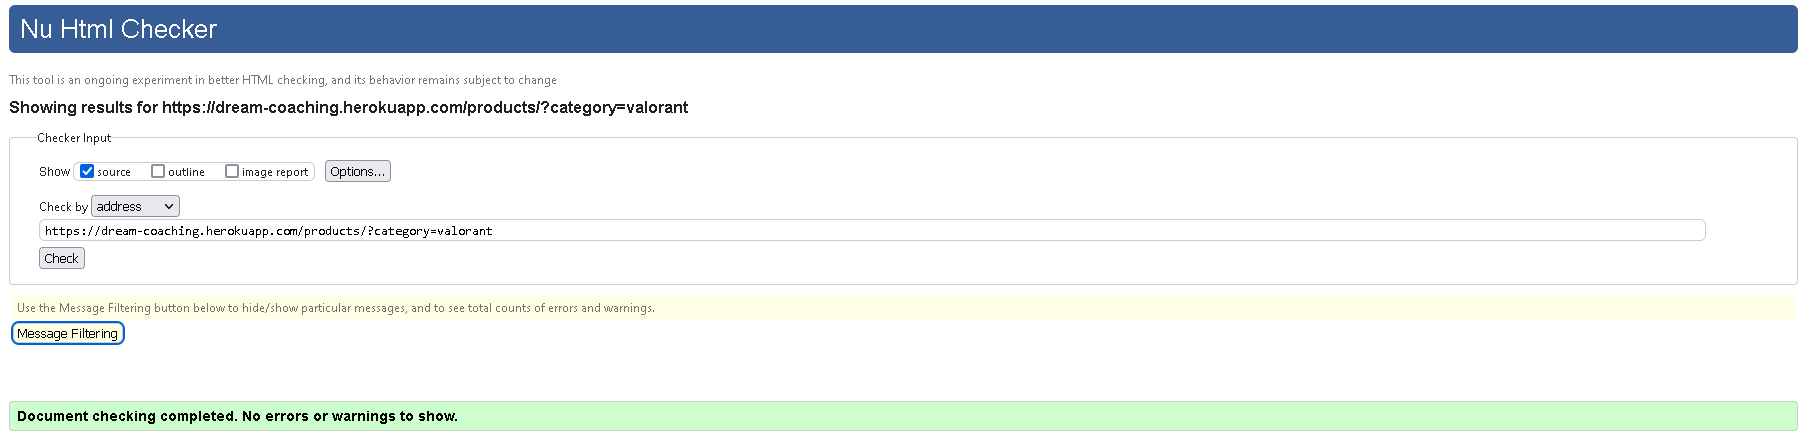 Nu Html Checker
This tool is an ongoing experiment in better HTML checking, and its behavior remains subject to change
Showing results for https://dream-coaching.herokuapp.com/products/?category=valorant
Checker Input
Show source outline image report Options...
Check by address
https://dream-coaching.herokuapp.com/products/?category=valorant
Check
Use the Message Filtering button below to hide/show particular messages, and to see total counts of errors and warnings.
Message Filtering
Document checking completed. No errors or warnings to show.